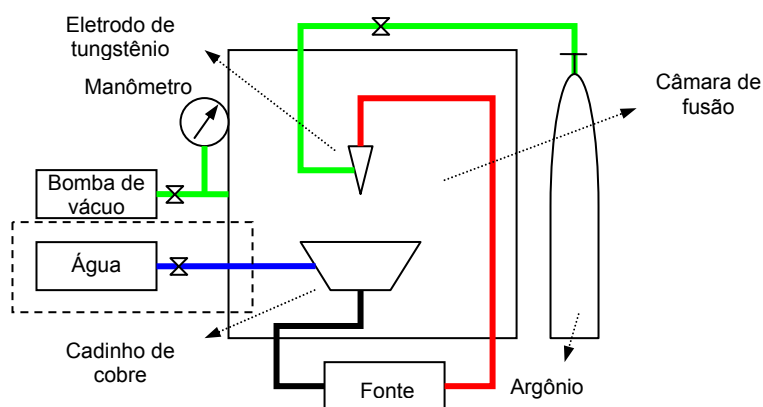 Eletrodo de
tungstênio
Manômetro
Câmara de
fusão
Bomba de
vácuo
Água
Cadinho de
cobre
Fonte
Argônio